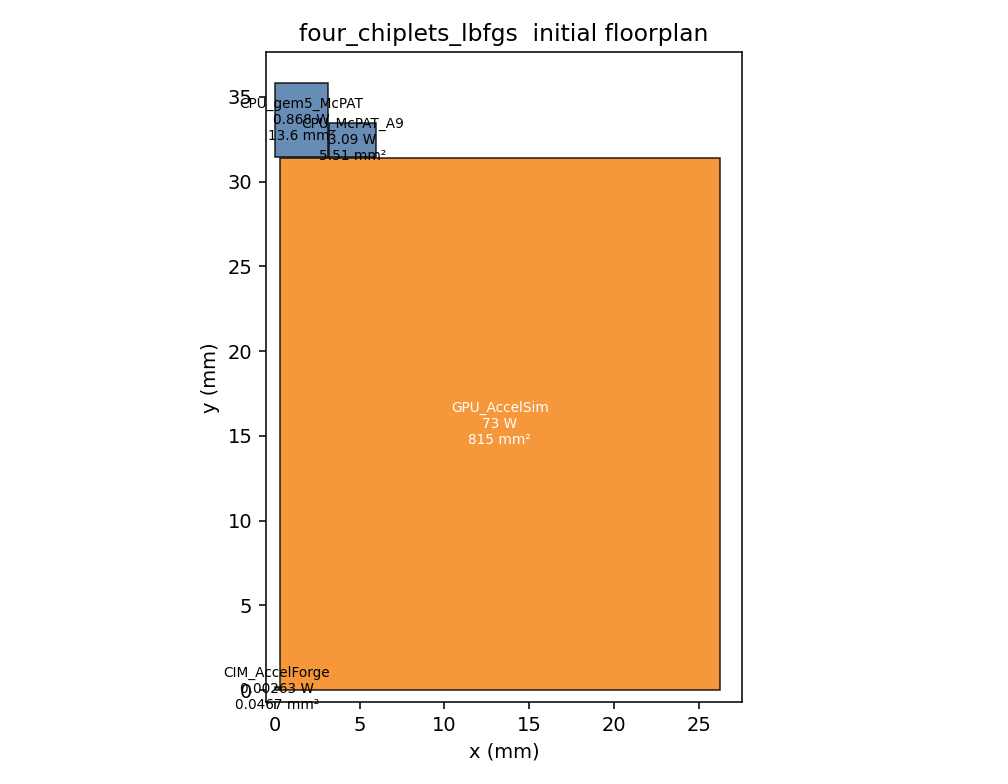 four_chiplets_lbfgs initial floorplan
35
CPU_gem5_McPAT
0.868 W
13.6 mm²
CPU_McPAT_A9
3.09 W
5.51 mm²
30
25
20
GPU_AccelSim
73 W
815 mm²
15
10
5
CIM_AccelForge
0.00263 W
0.0467 mm²
0
0 5 10 15 20 25
x (mm)
y (mm)